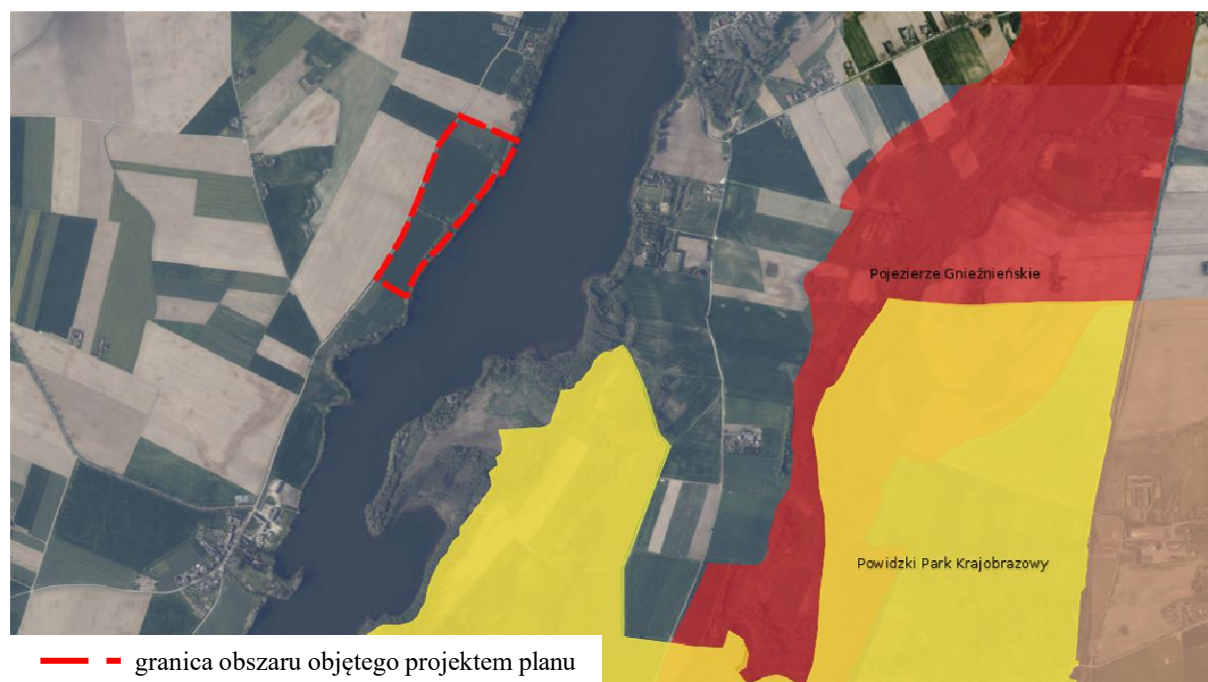 Pojezierze Gnieźnieńskie
Powidzki Park Krajobrazowy
granica obszaru objętego projektem planu